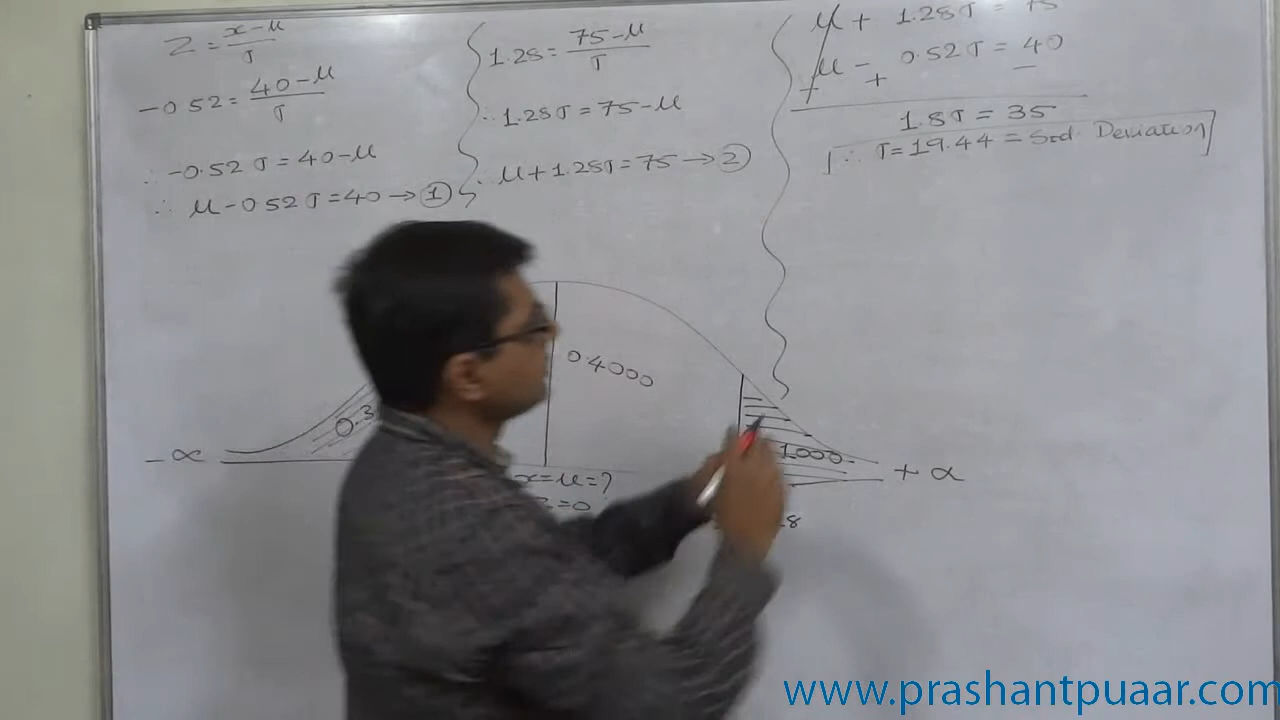 Z = x-μ/σ
-0.52 = 40-μ/σ
∴ -0.52 σ = 40-μ
∴ μ-0.52 σ = 40 → ①
1.28 = 75-μ/σ
∴ 1.28σ = 75-μ
∴ μ+1.28σ = 75 → ②
μ + 1.28σ = 75
μ - 0.52σ = 40
+ + -
1.8σ = 35
∴ σ = 19.44 = Std Deviation
0.4000
0.3
1000
-α
+ α
x=μ=?
=0
8
www.prashantpuaar.com